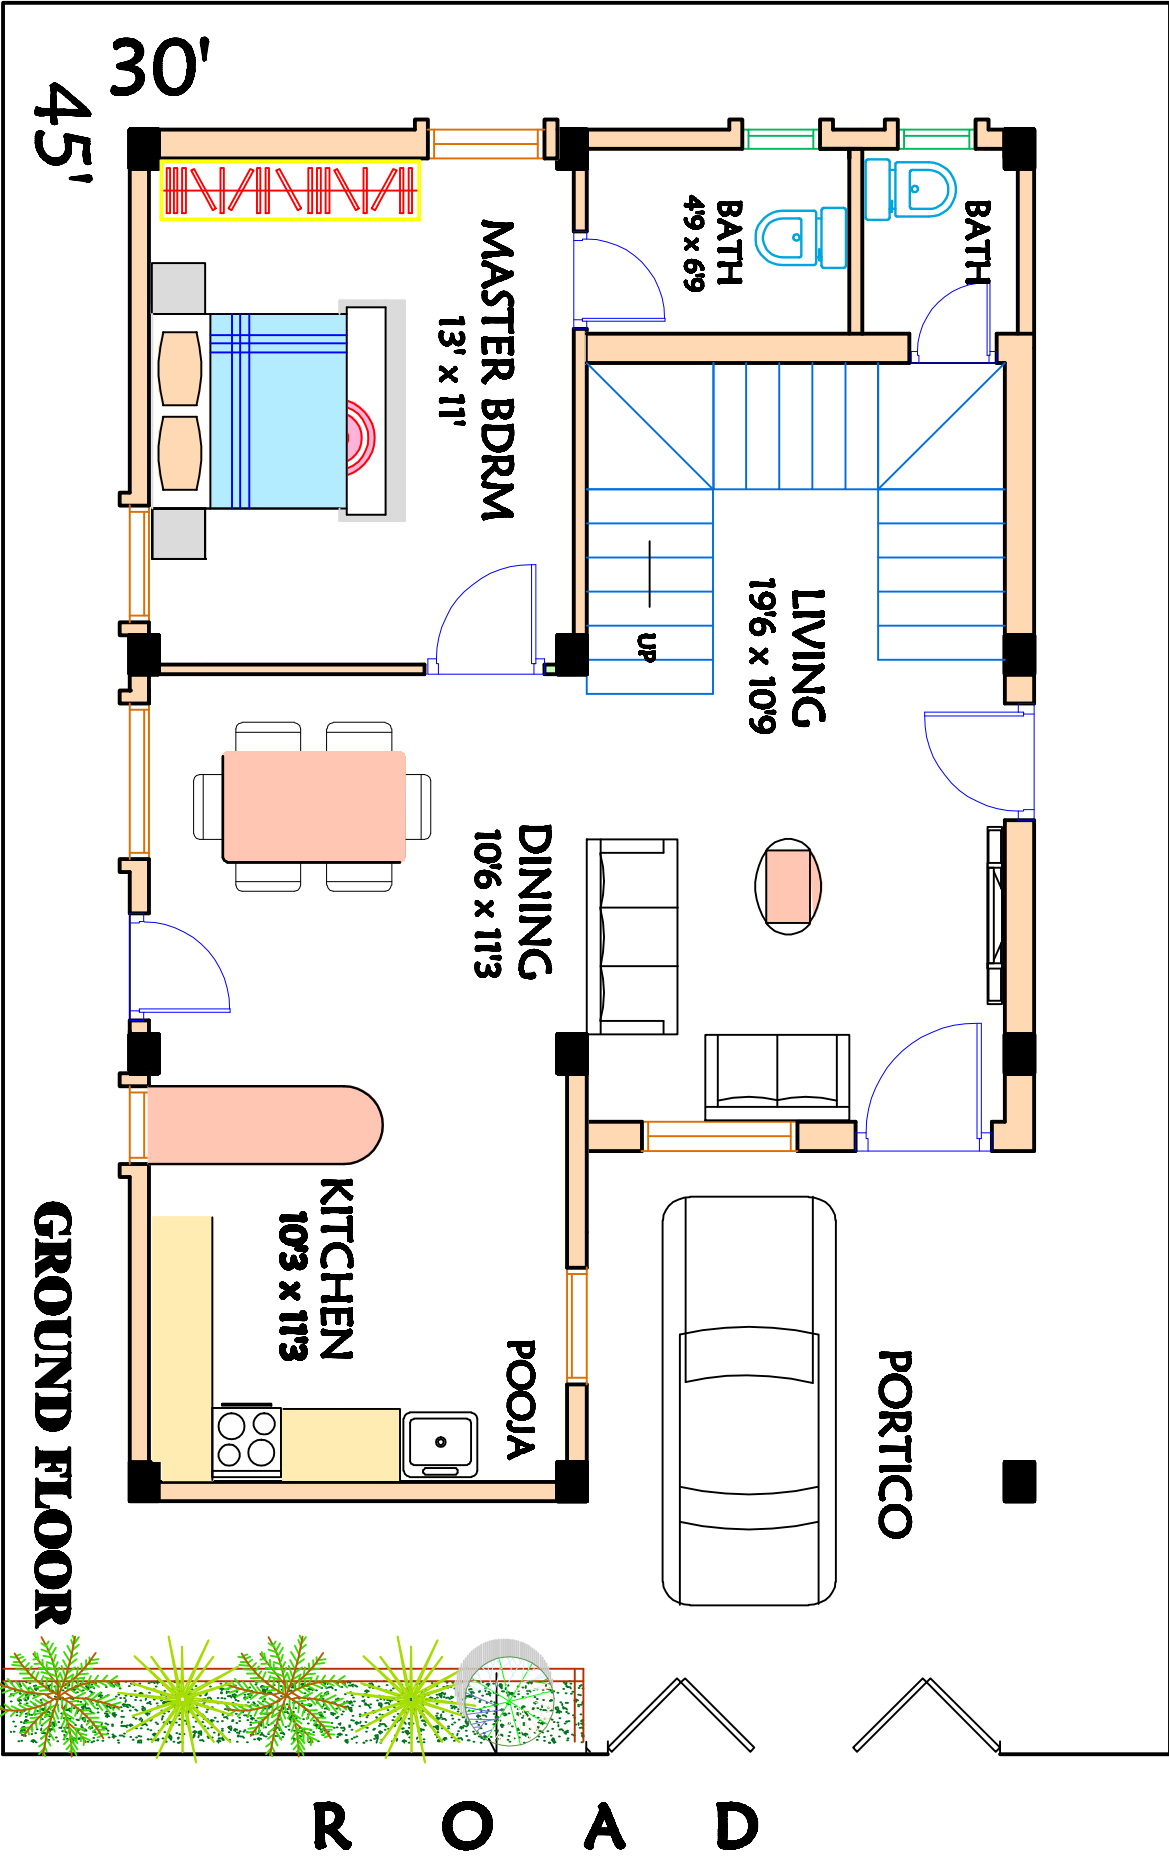 30'
45'
MASTER BDRM
13' x 11'
BATH
4'9 x 6'9
BATH
UP
LIVING
19'6 x 10'9
DINING
10'6 x 11'3
KITCHEN
10'3 x 11'3
POOJA
PORTICO
GROUND FLOOR
ROAD